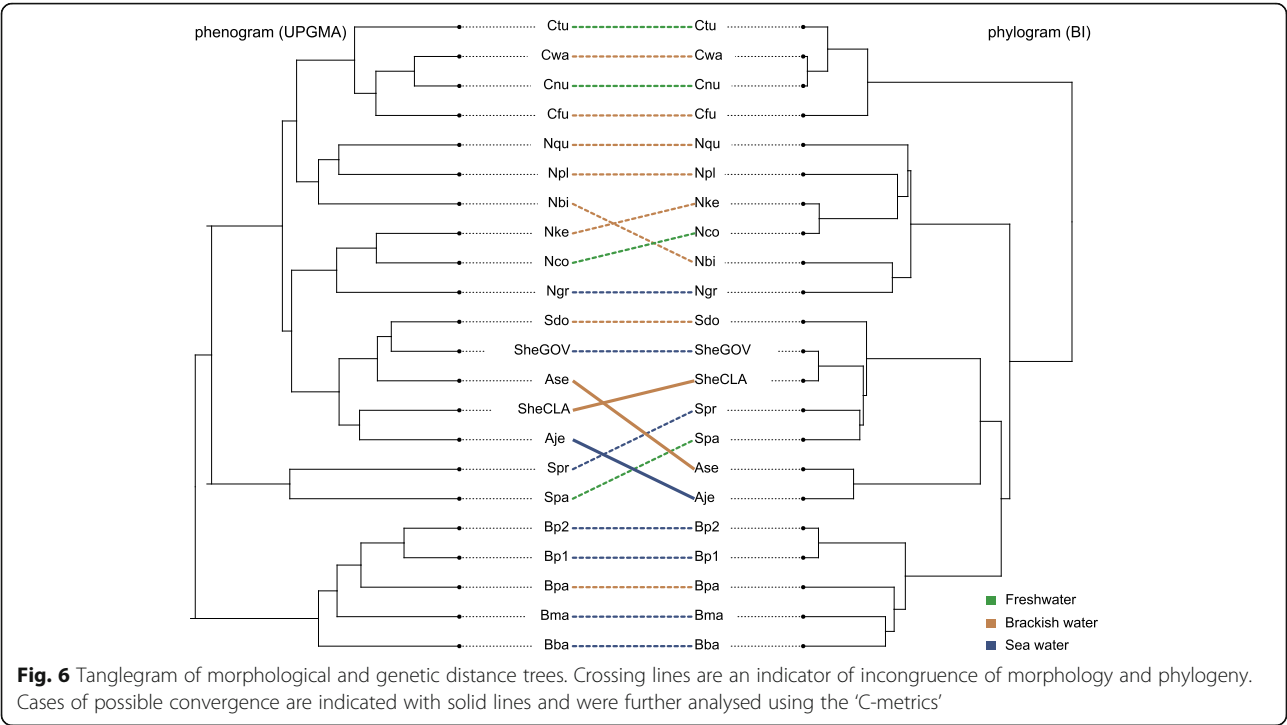 phenogram (UPGMA) phylogram (BI)
Ctu Ctu
Cwa Cwa
Cnu Cnu
Cfu Cfu
Nqu Nqu
Npl Npl
Nbi Nke
Nke Nco
Nco Nbi
Ngr Ngr
Sdo Sdo
SheGOV SheGOV
Ase SheCLA
SheCLA Spr
Aje Spa
Spr Ase
Spa Aje
Bp2 Bp2
Bp1 Bp1
Bpa Bpa
Bma Bma
Bba Bba
Freshwater
Brackish water
Sea water
Fig. 6 Tanglegram of morphological and genetic distance trees. Crossing lines are an indicator of incongruence of morphology and phylogeny.
Cases of possible convergence are indicated with solid lines and were further analysed using the ‘C-metrics’